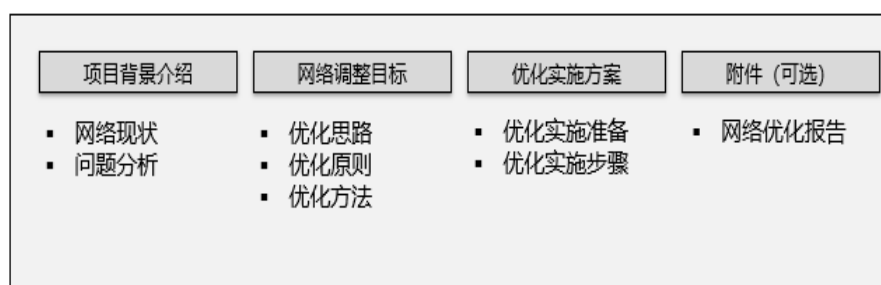 项目背景介绍
网络现状
问题分析
网络调整目标
优化思路
优化原则
优化方法
优化实施方案
优化实施准备
优化实施步骤
附件 (可选)
网络优化报告